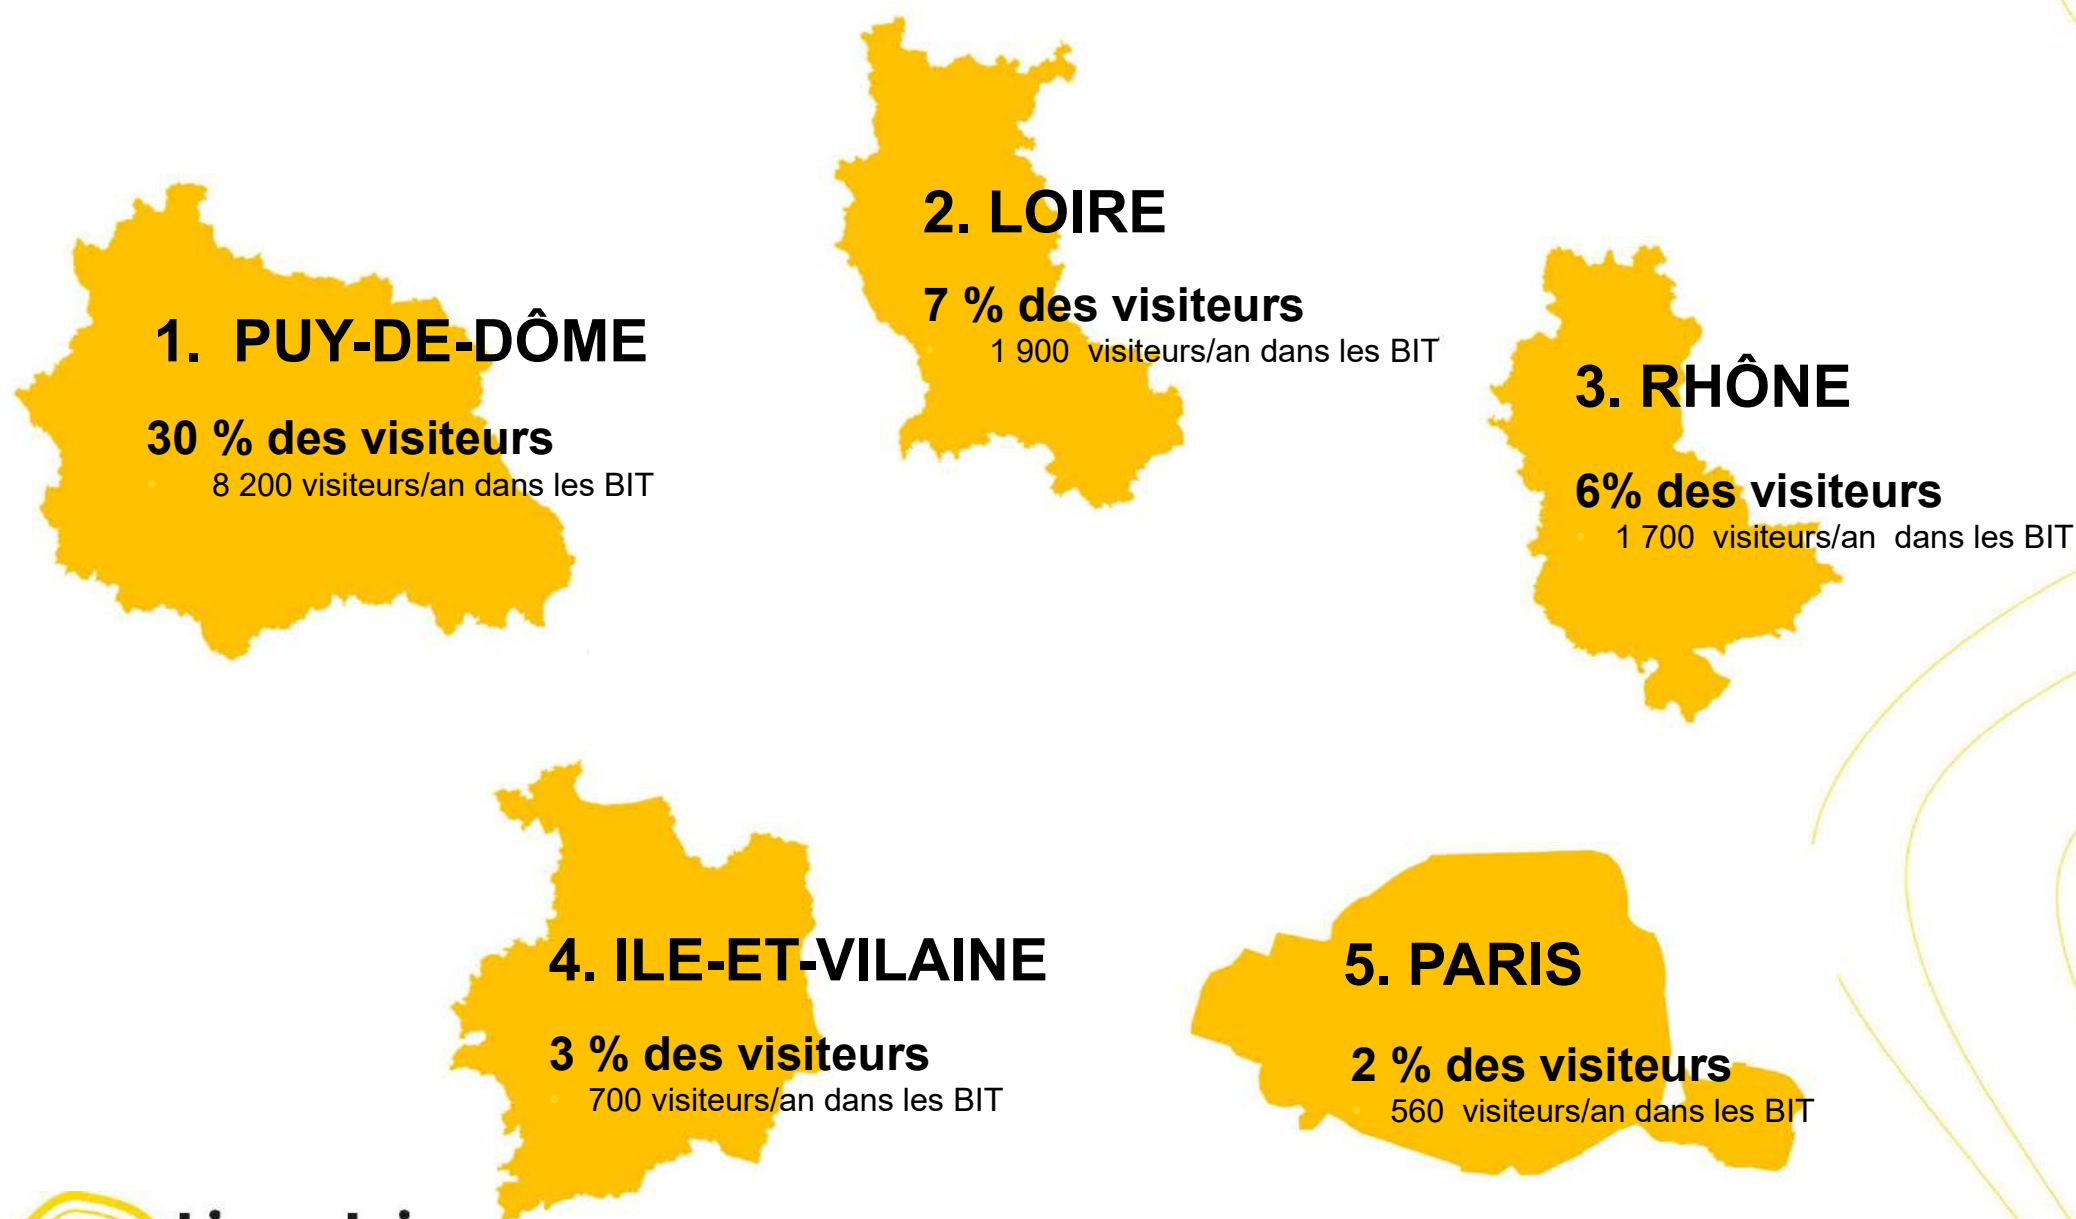 1. PUY-DE-DÔME
30 % des visiteurs
8 200 visiteurs/an dans les BIT
2. LOIRE
7 % des visiteurs
1 900 visiteurs/an dans les BIT
3. RHÔNE
6% des visiteurs
1 700 visiteurs/an dans les BIT
4. ILE-ET-VILAINE
3 % des visiteurs
700 visiteurs/an dans les BIT
5. PARIS
2 % des visiteurs
560 visiteurs/an dans les BIT